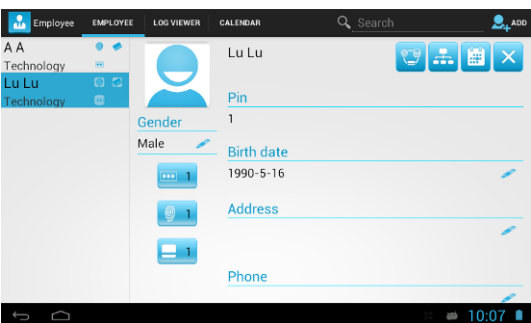 Employee EMPLOYEE LOG VIEWER CALENDAR Search ADD
A A
Technology
Lu Lu
Technology
Lu Lu
Gender
Male
1
1
1
Pin
1
Birth date
1990-5-16
Address
Phone
10:07